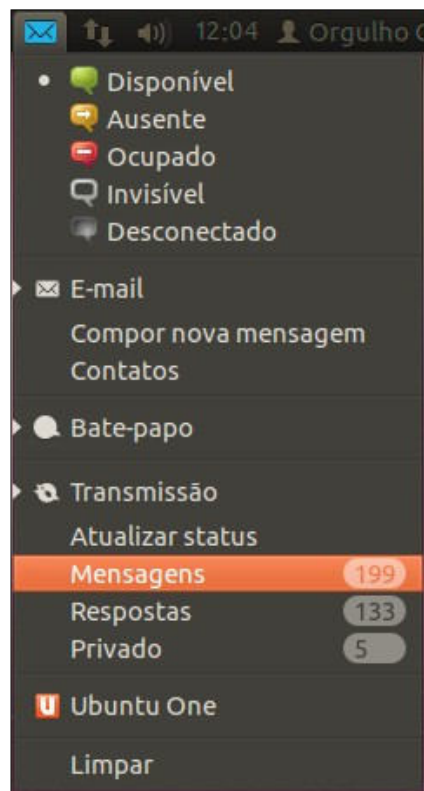 12:04 Orgulho
Disponível
Ausente
Ocupado
Invisível
Desconectado
E-mail
Compor nova mensagem
Contatos
Bate-papo
Transmissão
Atualizar status
Mensagens 199
Respostas 133
Privado 5
Ubuntu One
Limpar